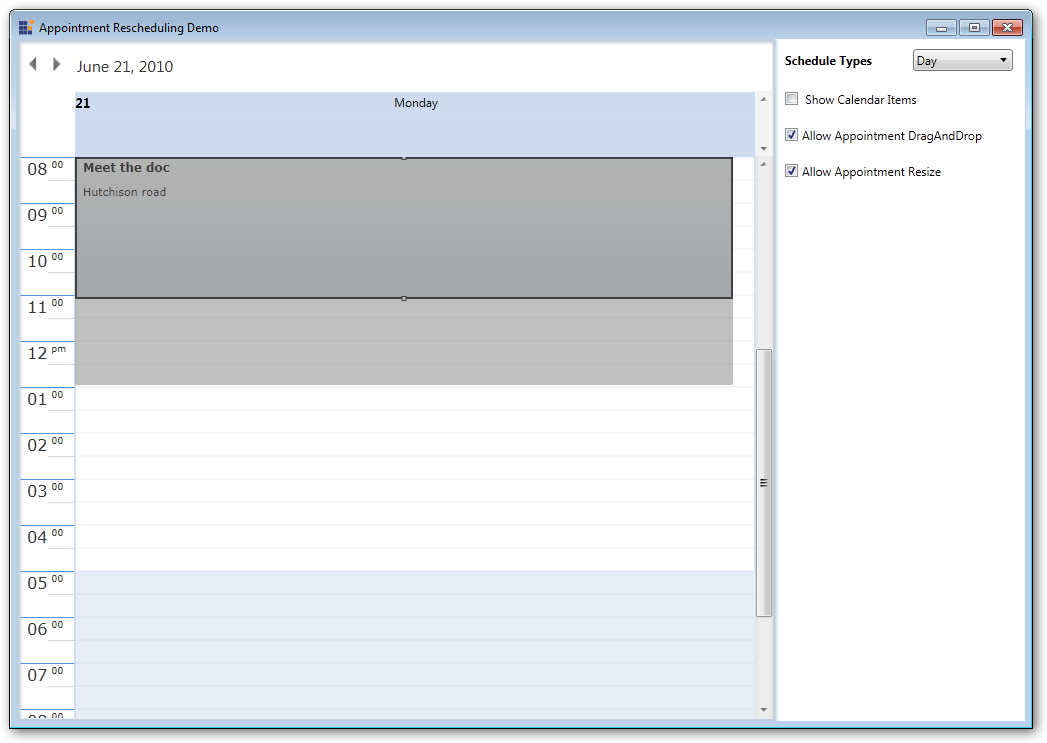 Appointment Rescheduling Demo
June 21, 2010
Schedule Types Day
21 Monday
Show Calendar Items
Allow Appointment DragAndDrop
Allow Appointment Resize
08 00 Meet the doc
Hutchison road
09 00
10 00
11 00
12 pm
01 00
02 00
03 00
04 00
05 00
06 00
07 00